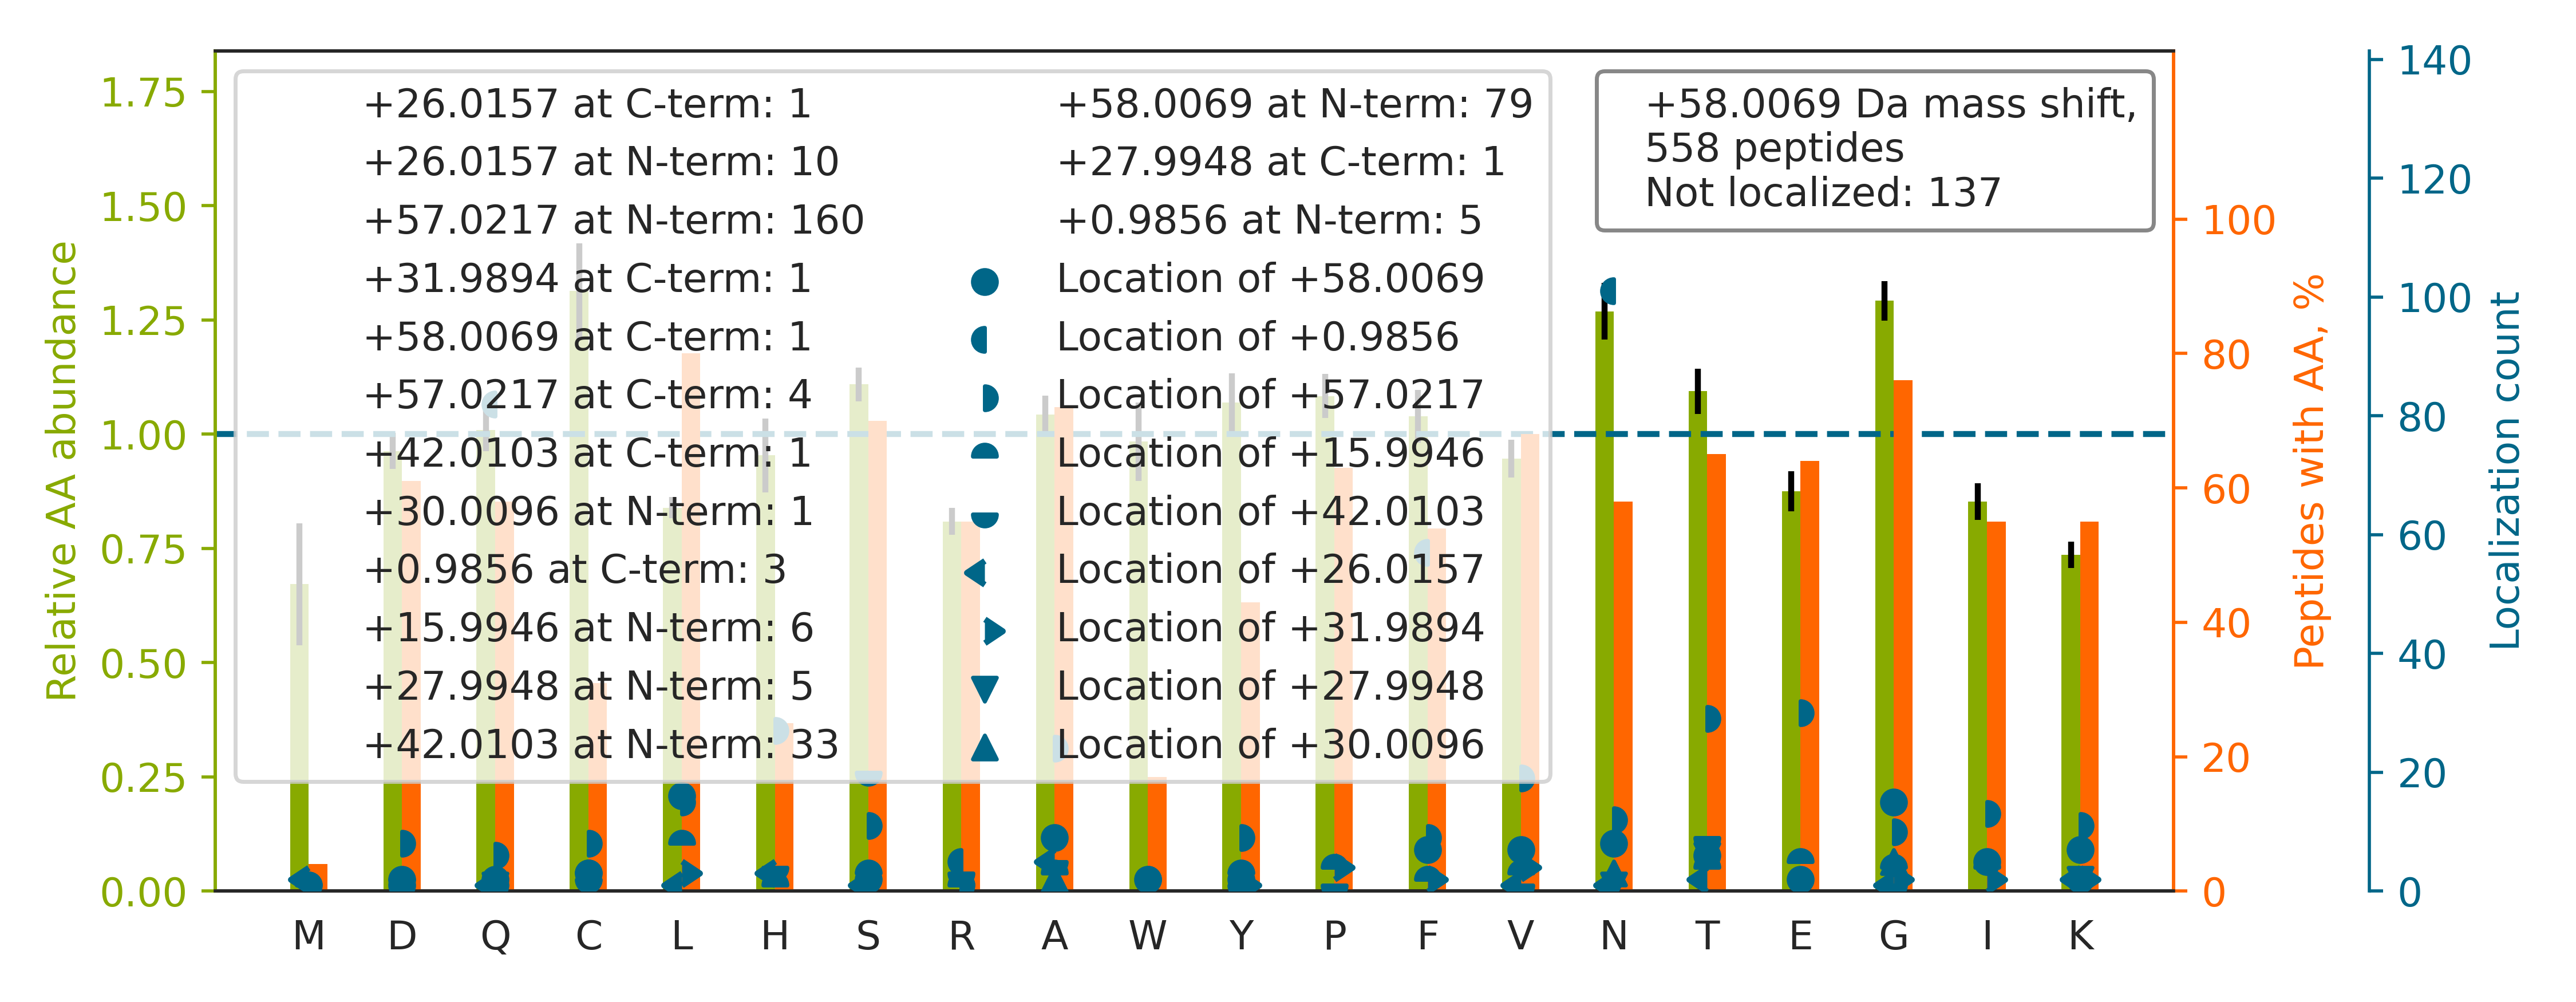 1.75
1.50
1.25
1.00
0.75
0.50
0.25
0.00
Relative AA abundance
+26.0157 at C-term: 1
+26.0157 at N-term: 10
+57.0217 at N-term: 160
+31.9894 at C-term: 1
+58.0069 at C-term: 1
+57.0217 at C-term: 4
+42.0103 at C-term: 1
+30.0096 at N-term: 1
+0.9856 at C-term: 3
+15.9946 at N-term: 6
+27.9948 at N-term: 5
+42.0103 at N-term: 33
+58.0069 at N-term: 79
+27.9948 at C-term: 1
+0.9856 at N-term: 5
Location of +58.0069
Location of +0.9856
Location of +57.0217
Location of +15.9946
Location of +42.0103
Location of +26.0157
Location of +31.9894
Location of +27.9948
Location of +30.0096
+58.0069 Da mass shift,
558 peptides
Not localized: 137
100
80
60
40
20
0
Peptides with AA, %
140
120
100
80
60
40
20
0
Localization count
M D Q C L H S R A W Y P F V N T E G I K